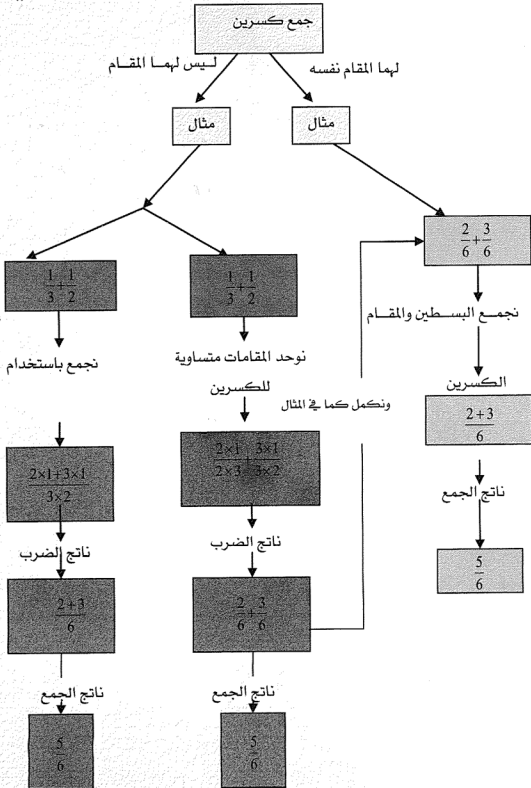 جمع كسرين
لهما المقام نفسه
ليس لهما المقام
مثال
مثال
2/6 + 3/6
1/3 + 1/2
1/3 + 1/2
نجمع البسطين والمقام
نوحد المقامات متساوية
نجمع باستخدام
الكسرين
للكسرين
ونكمل كما في المثال
(2+3)/6
(2×1)/(2×3) + (3×1)/(3×2)
(2×1+3×1)/(3×2)
ناتج الجمع
ناتج الضرب
ناتج الضرب
5/6
2/6 + 3/6
(2+3)/6
ناتج الجمع
ناتج الجمع
5/6
5/6